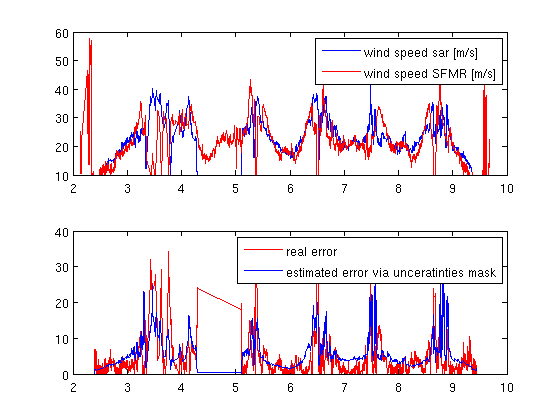 60
50
40
30
20
10
wind speed sar [m/s]
wind speed SFMR [m/s]
2 3 4 5 6 7 8 9 10
40
30
20
10
0
real error
estimated error via unceratinties mask
2 3 4 5 6 7 8 9 10